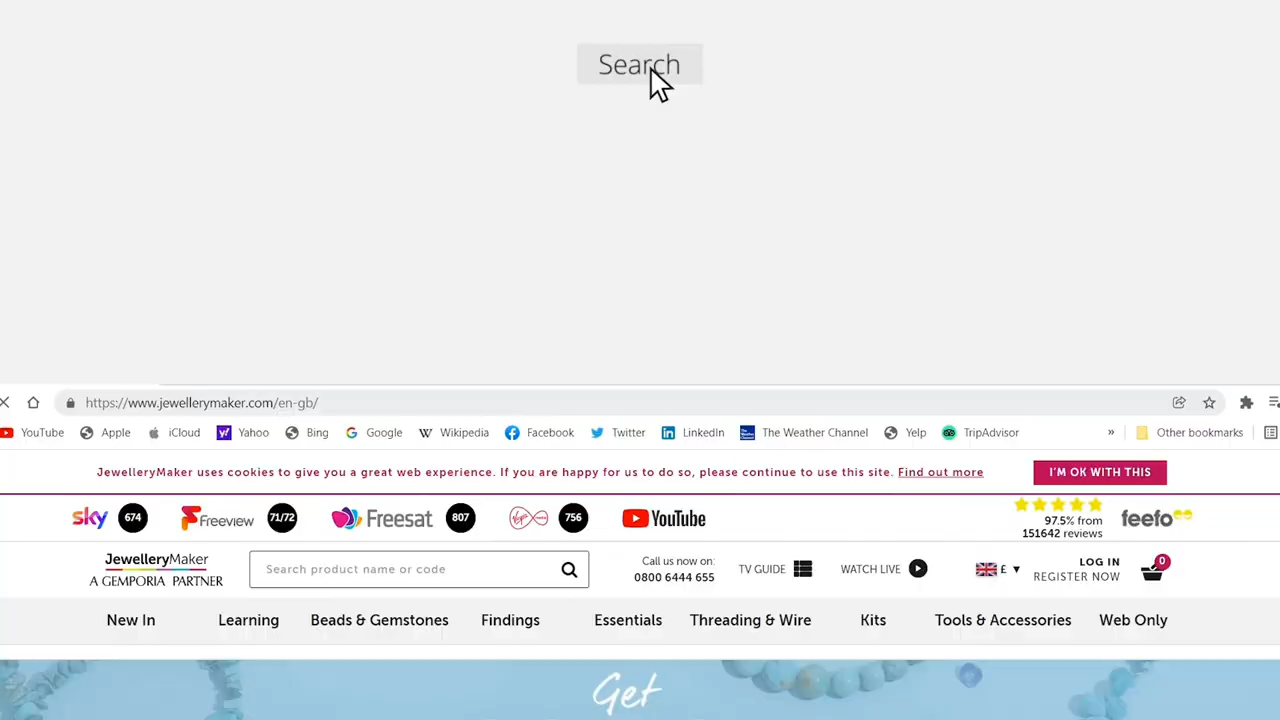 Search
https://www.jewellerymaker.com/en-gb/
YouTube Apple iCloud Yahoo Bing Google Wikipedia Facebook Twitter LinkedIn The Weather Channel Yelp TripAdvisor » Other bookmarks
JewelleryMaker uses cookies to give you a great web experience. If you are happy for us to do so, please continue to use this site. Find out more I'M OK WITH THIS
sky 674 Freeview 71/72 Freesat 807 Virgin media 756 YouTube 97.5% from feefo
151642 reviews
JewelleryMaker Search product name or code Call us now on: TV GUIDE WATCH LIVE £ ▼ LOG IN 0
A GEMPORIA PARTNER 0800 6444 655 REGISTER NOW
New In Learning Beads & Gemstones Findings Essentials Threading & Wire Kits Tools & Accessories Web Only
Get